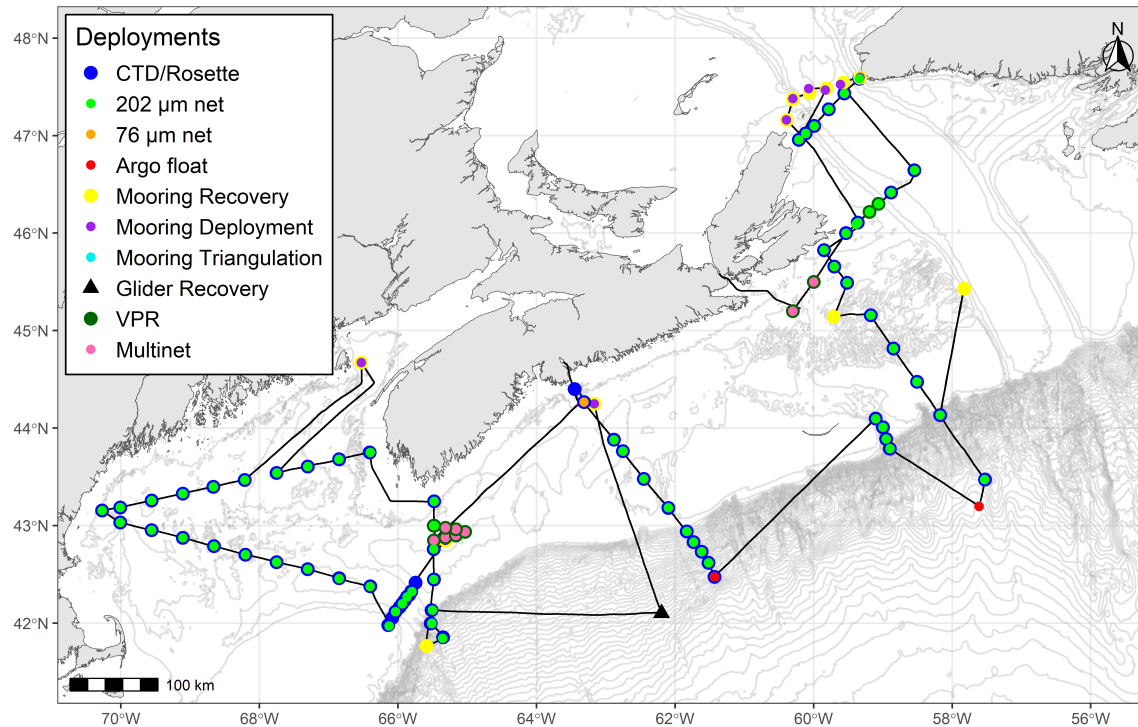 Deployments
CTD/Rosette
202 µm net
76 µm net
Argo float
Mooring Recovery
Mooring Deployment
Mooring Triangulation
Glider Recovery
VPR
Multinet
N
48°N
47°N
46°N
45°N
44°N
43°N
42°N
100 km
70°W 68°W 66°W 64°W 62°W 60°W 58°W 56°W